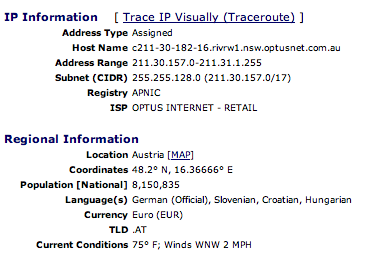 IP Information [ Trace IP Visually (Traceroute) ]
Address Type Assigned
Host Name c211-30-182-16.rivrw1.nsw.optusnet.com.au
Address Range 211.30.157.0-211.31.1.255
Subnet (CIDR) 255.255.128.0 (211.30.157.0/17)
Registry APNIC
ISP OPTUS INTERNET - RETAIL
Regional Information
Location Austria [MAP]
Coordinates 48.2° N, 16.36666° E
Population [National] 8,150,835
Language(s) German (Official), Slovenian, Croatian, Hungarian
Currency Euro (EUR)
TLD .AT
Current Conditions 75° F; Winds WNW 2 MPH